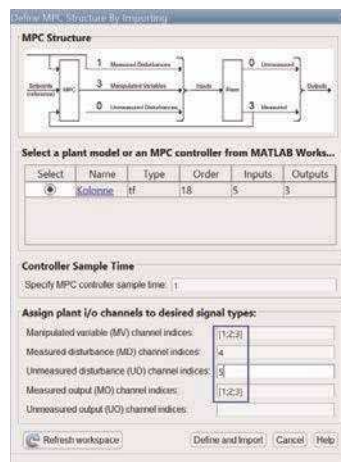 Define MPC Structure By Importing
MPC Structure
1 Measured Disturbances
0 Unmeasured
Setpoints
(reference)
MPC
3 Manipulated Variables
Inputs
Plant
Outputs
0 Unmeasured Disturbances
3 Measured
Select a plant model or an MPC controller from MATLAB Works...
Select Name Type Order Inputs Outputs
Kolonne tf 18 5 3
Controller Sample Time
Specify MPC controller sample time: 1
Assign plant i/o channels to desired signal types:
Manipulated variable (MV) channel indices: [1;2;3]
Measured disturbance (MD) channel indices: 4
Unmeasured disturbance (UD) channel indices: 5
Measured output (MO) channel indices: [1;2;3]
Unmeasured output (UO) channel indices:
Refresh workspace Define and Import Cancel Help